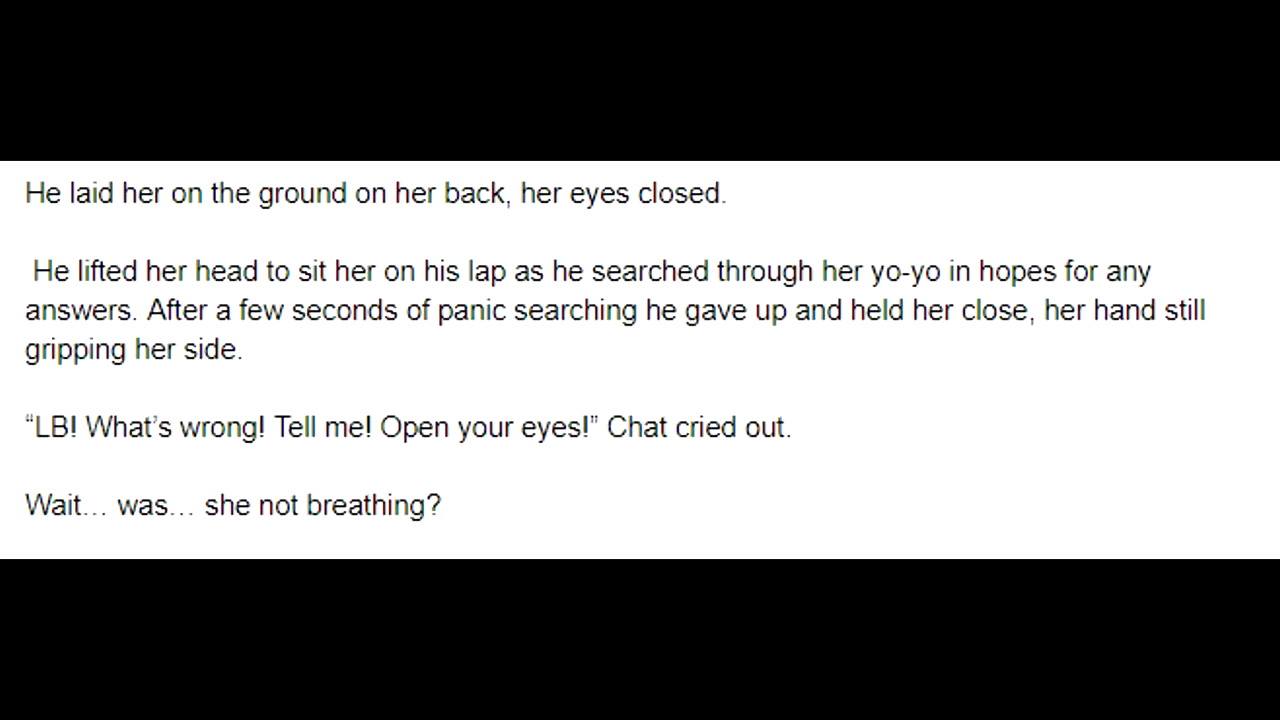 He laid her on the ground on her back, her eyes closed.
He lifted her head to sit her on his lap as he searched through her yo-yo in hopes for any
answers. After a few seconds of panic searching he gave up and held her close, her hand still
gripping her side.
“LB! What’s wrong! Tell me! Open your eyes!” Chat cried out.
Wait… was… she not breathing?